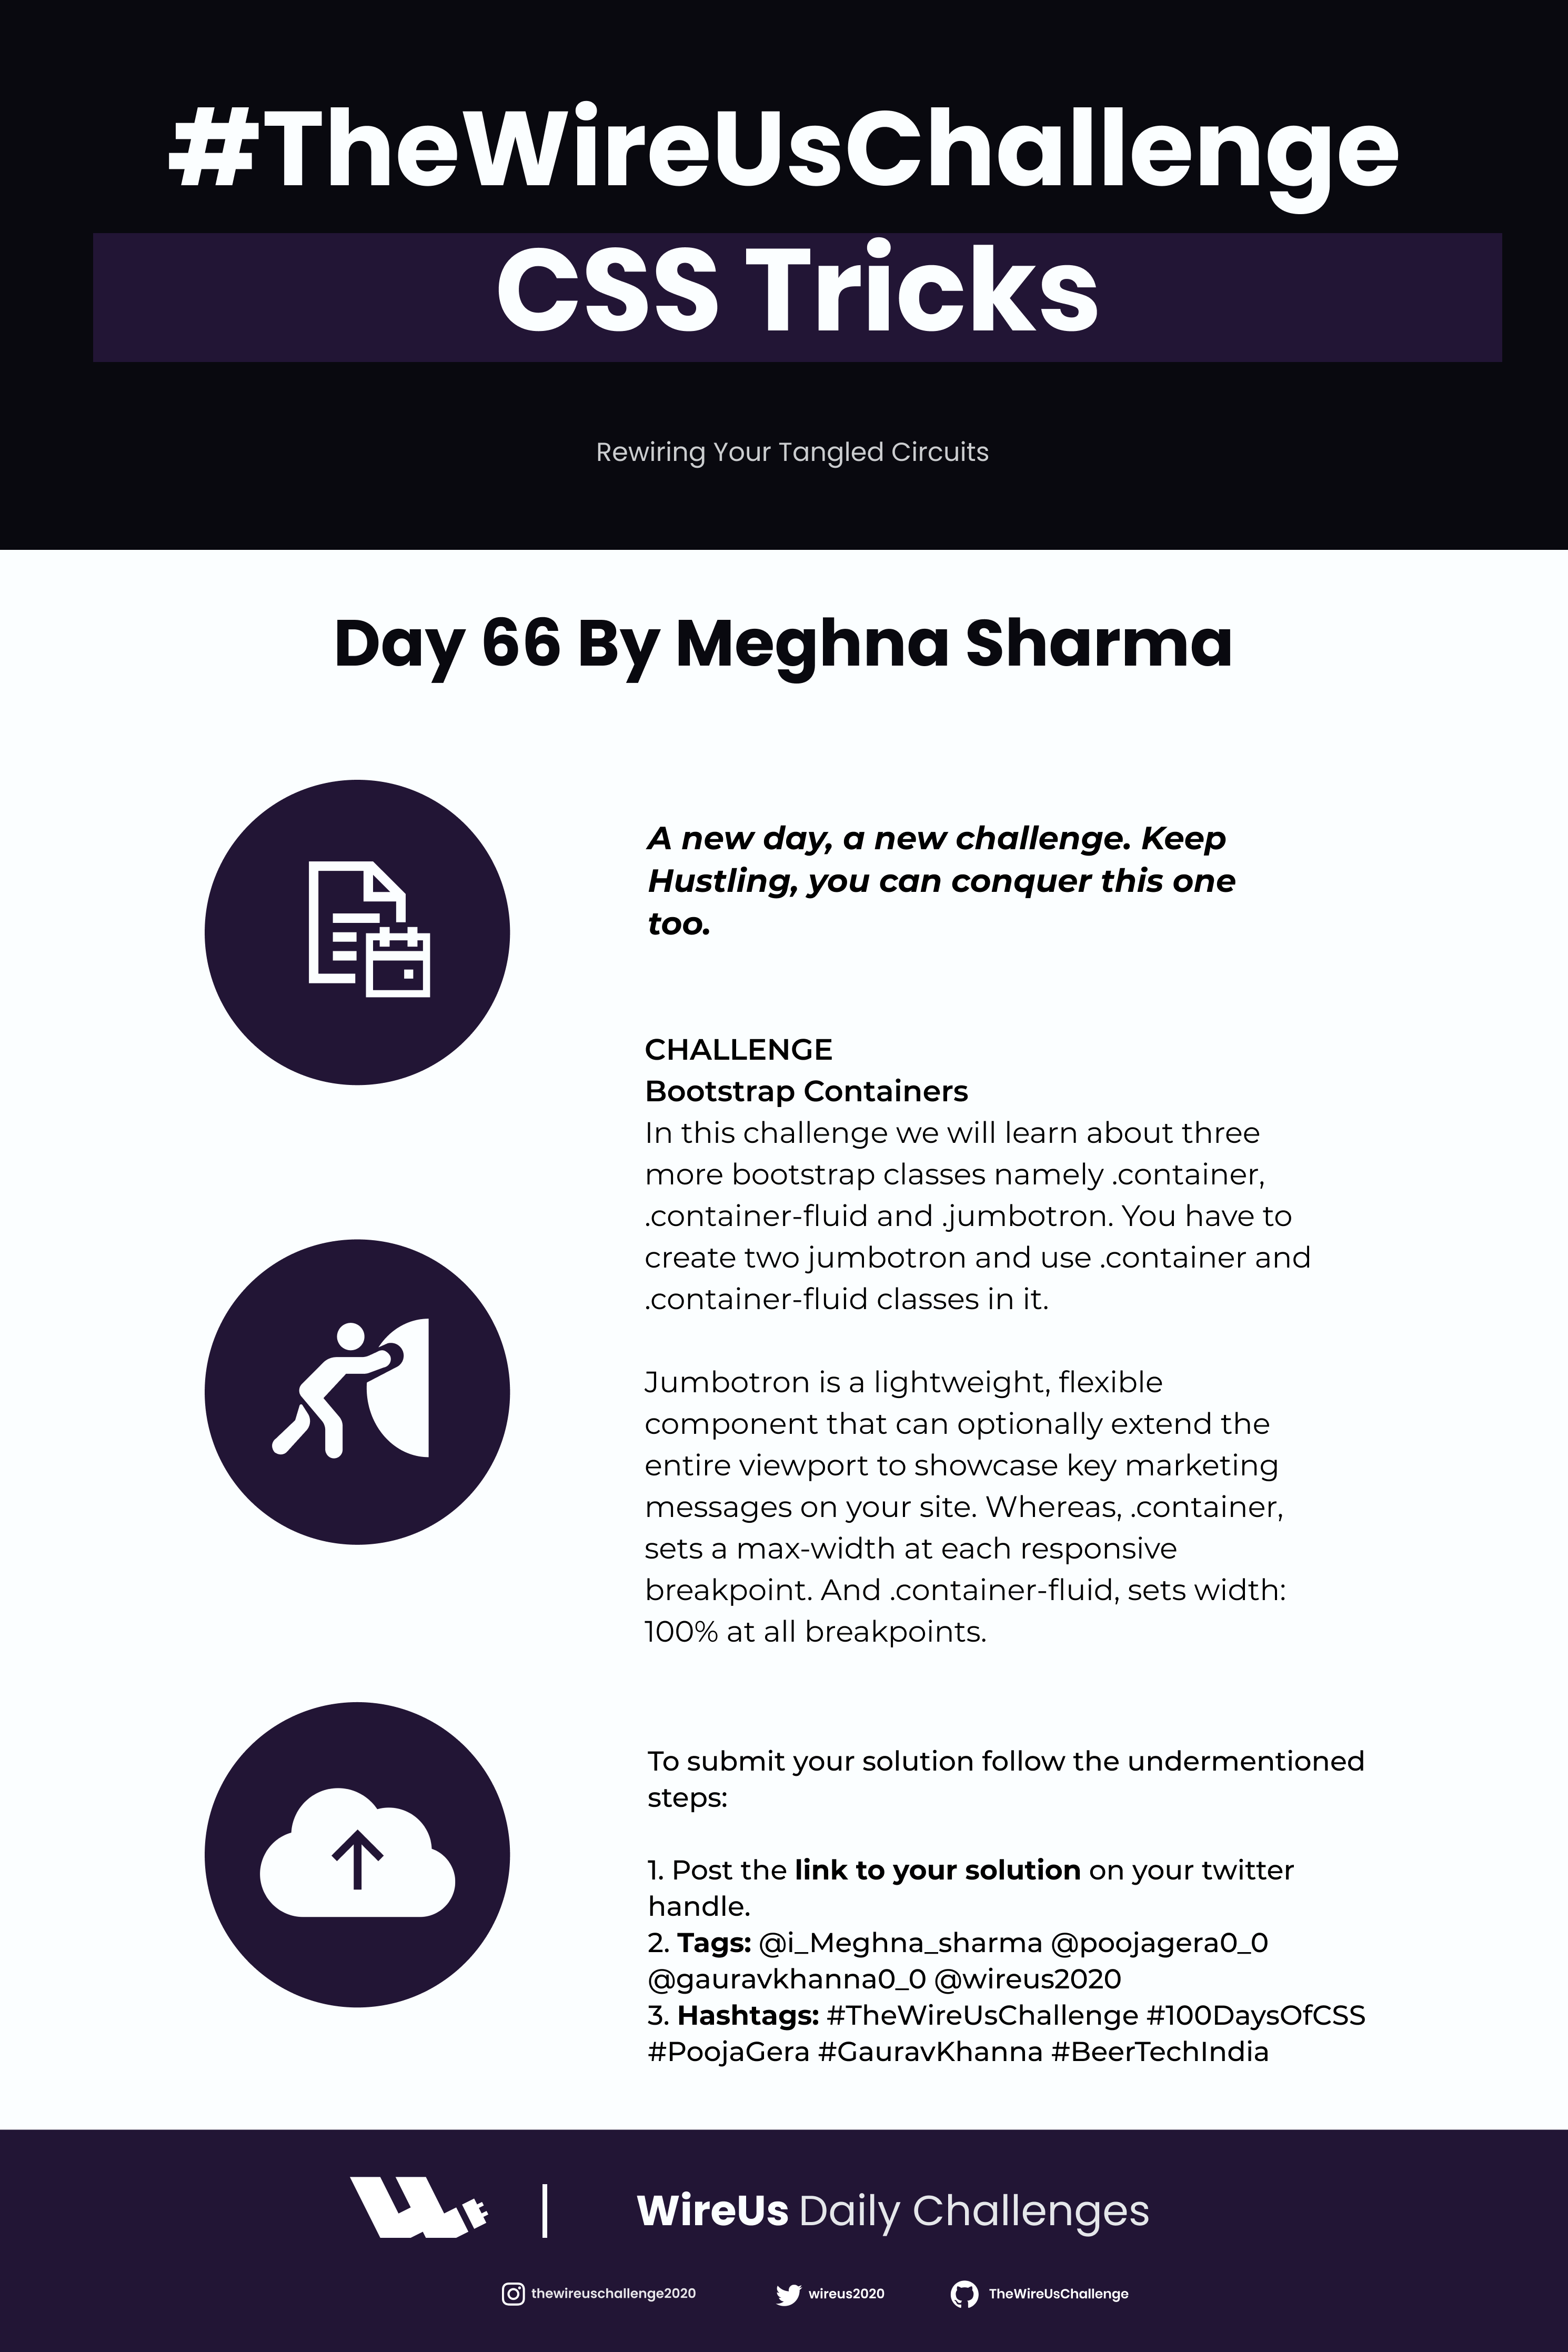 #TheWireUsChallenge
CSS Tricks
Rewiring Your Tangled Circuits
Day 66 By Meghna Sharma
A new day, a new challenge. Keep
Hustling, you can conquer this one
too.
CHALLENGE
Bootstrap Containers
In this challenge we will learn about three
more bootstrap classes namely .container,
.container-fluid and .jumbotron. You have to
create two jumbotron and use .container and
.container-fluid classes in it.
Jumbotron is a lightweight, flexible
component that can optionally extend the
entire viewport to showcase key marketing
messages on your site. Whereas, .container,
sets a max-width at each responsive
breakpoint. And .container-fluid, sets width:
100% at all breakpoints.
To submit your solution follow the undermentioned
steps:
1. Post the link to your solution on your twitter
handle.
2. Tags: @i_Meghna_sharma @poojagera0_0
@gauravkhanna0_0 @wireus2020
3. Hashtags: #TheWireUsChallenge #100DaysOfCSS
#PoojaGera #GauravKhanna #BeerTechIndia
WireUs Daily Challenges
thewireuschallenge2020
wireus2020
TheWireUsChallenge